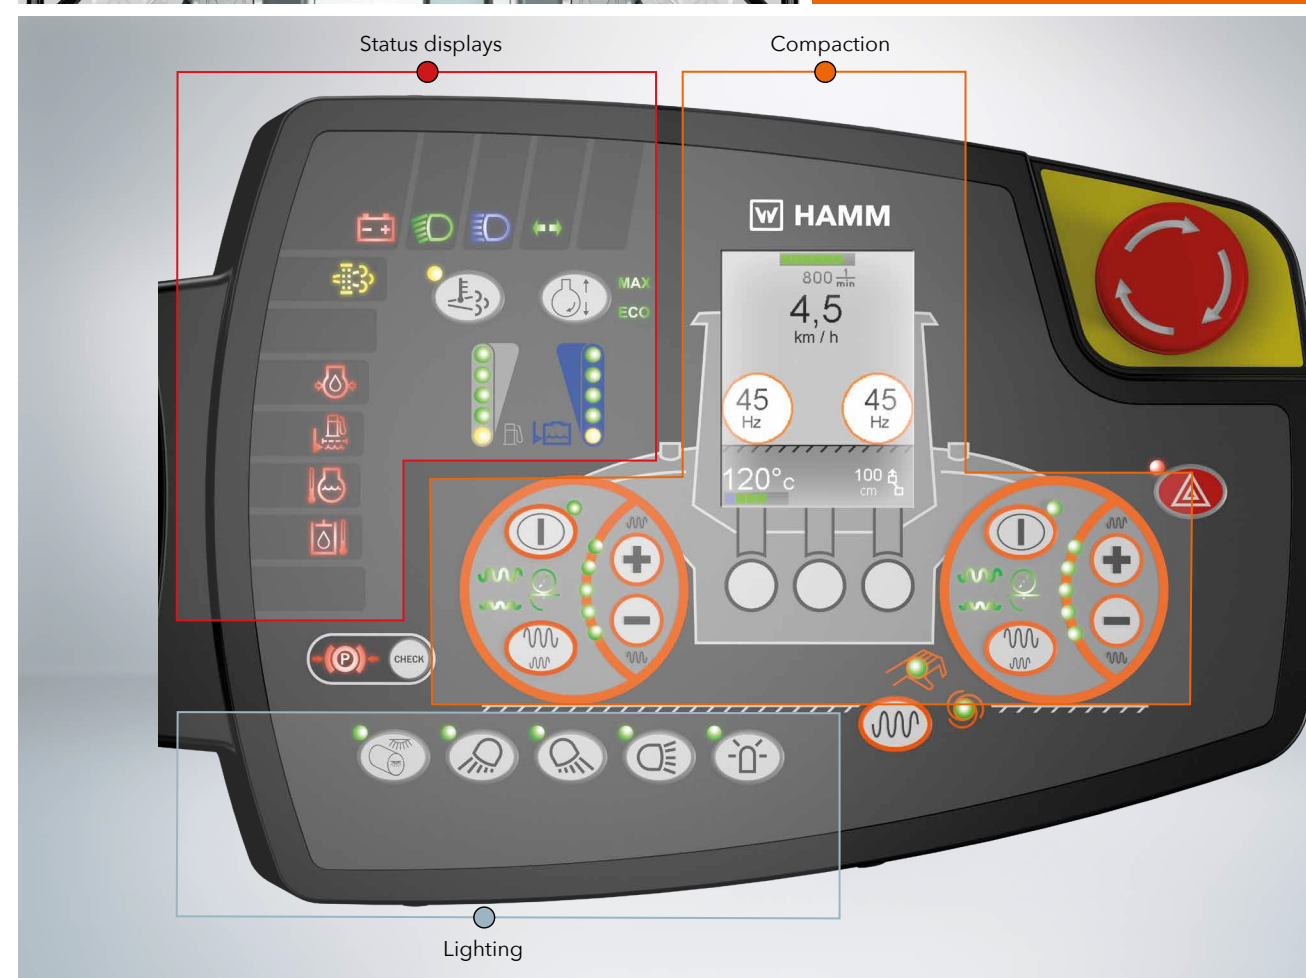 Status displays
Compaction
HAMM
MAX
ECO
800 1/min
4,5
km / h
45
Hz
45
Hz
120°c
100
cm
P
CHECK
Lighting